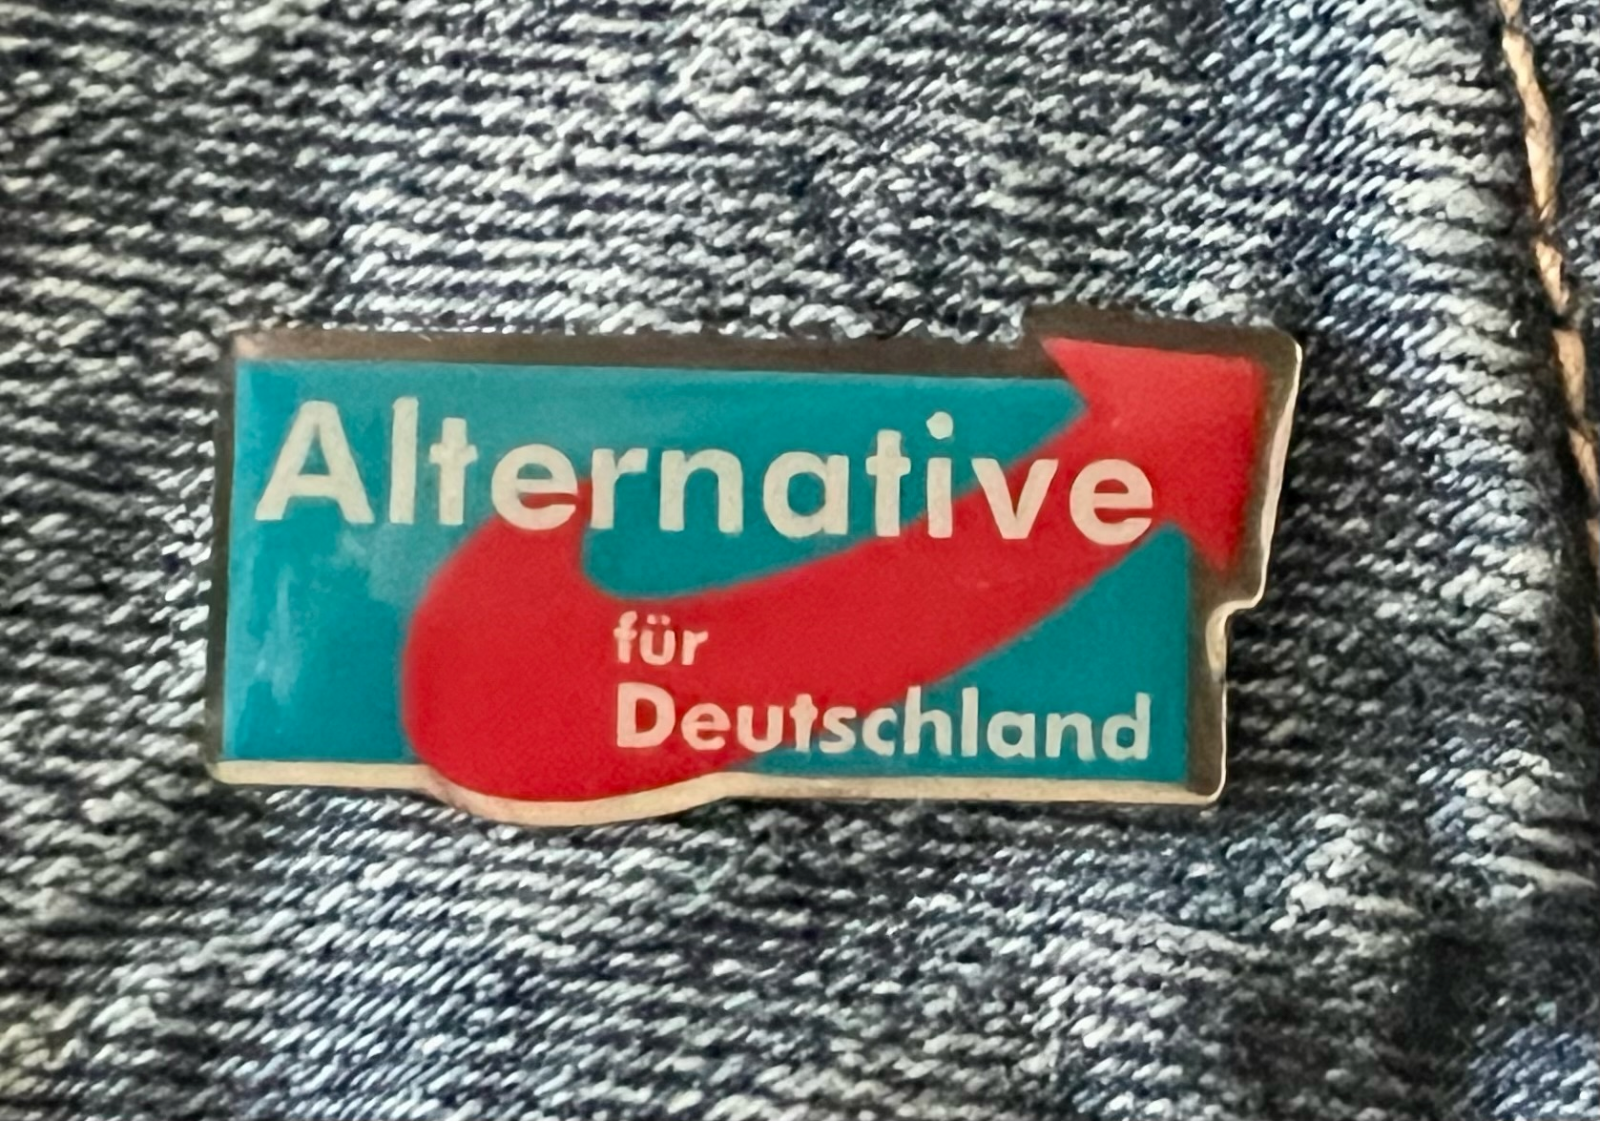 Alternative
für
Deutschland